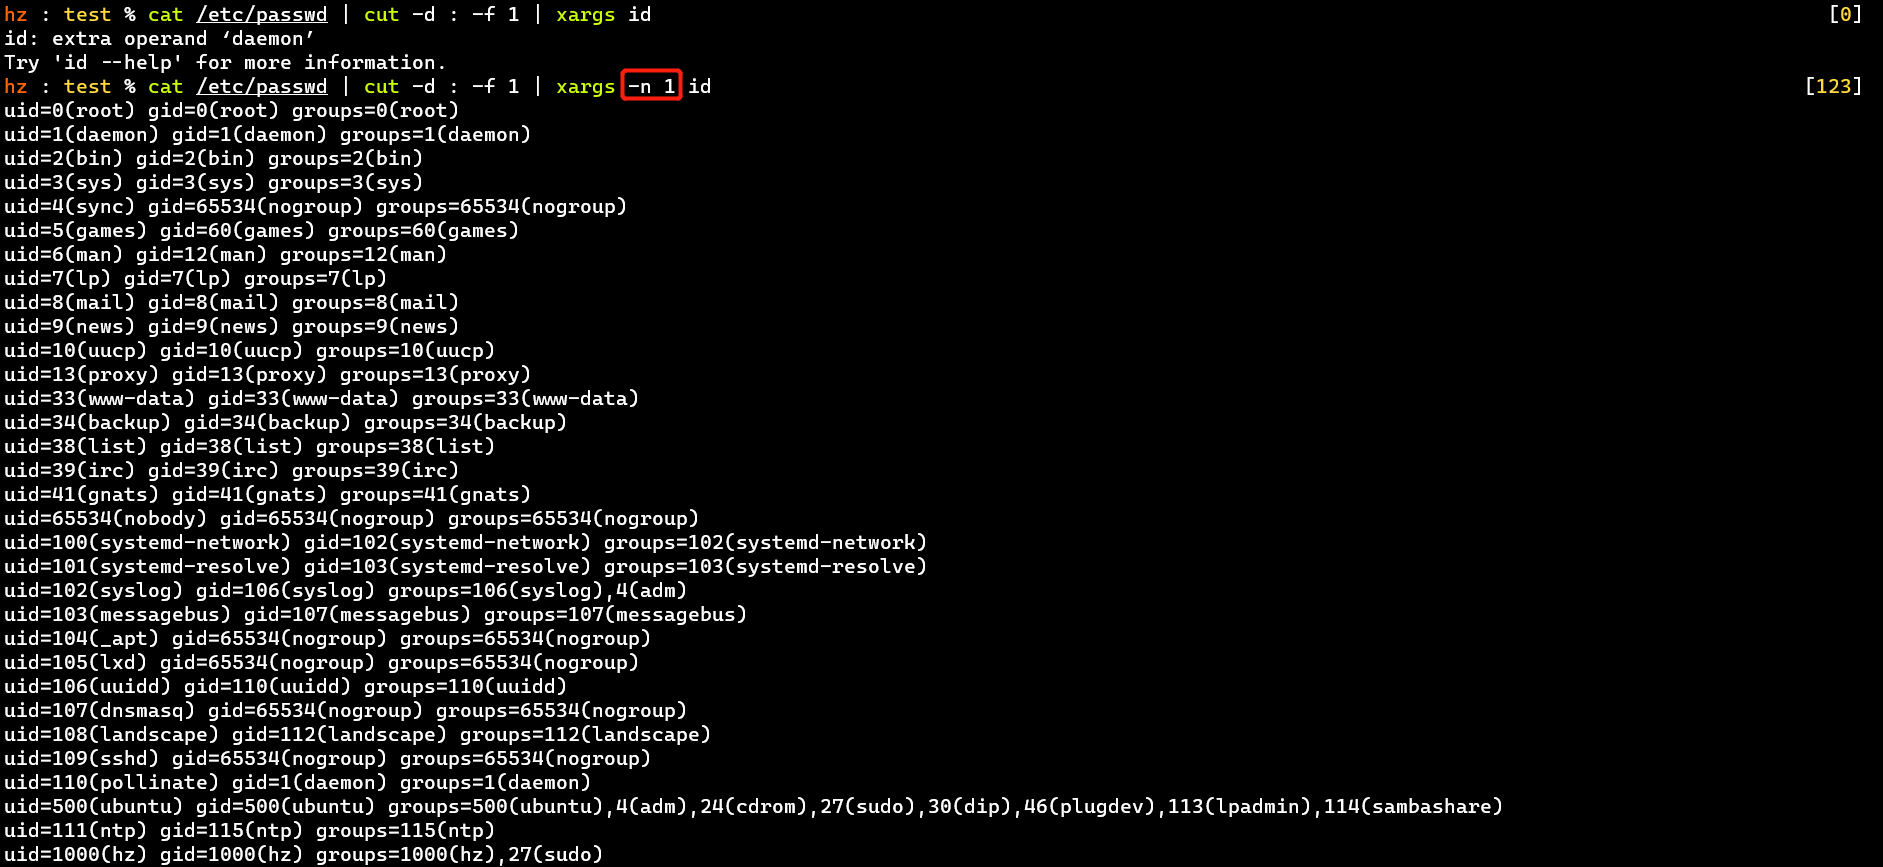 hz : test % cat /etc/passwd | cut -d : -f 1 | xargs id [0]
id: extra operand ‘daemon’
Try 'id --help' for more information.
hz : test % cat /etc/passwd | cut -d : -f 1 | xargs -n 1 id [123]
uid=0(root) gid=0(root) groups=0(root)
uid=1(daemon) gid=1(daemon) groups=1(daemon)
uid=2(bin) gid=2(bin) groups=2(bin)
uid=3(sys) gid=3(sys) groups=3(sys)
uid=4(sync) gid=65534(nogroup) groups=65534(nogroup)
uid=5(games) gid=60(games) groups=60(games)
uid=6(man) gid=12(man) groups=12(man)
uid=7(lp) gid=7(lp) groups=7(lp)
uid=8(mail) gid=8(mail) groups=8(mail)
uid=9(news) gid=9(news) groups=9(news)
uid=10(uucp) gid=10(uucp) groups=10(uucp)
uid=13(proxy) gid=13(proxy) groups=13(proxy)
uid=33(www-data) gid=33(www-data) groups=33(www-data)
uid=34(backup) gid=34(backup) groups=34(backup)
uid=38(list) gid=38(list) groups=38(list)
uid=39(irc) gid=39(irc) groups=39(irc)
uid=41(gnats) gid=41(gnats) groups=41(gnats)
uid=65534(nobody) gid=65534(nogroup) groups=65534(nogroup)
uid=100(systemd-network) gid=102(systemd-network) groups=102(systemd-network)
uid=101(systemd-resolve) gid=103(systemd-resolve) groups=103(systemd-resolve)
uid=102(syslog) gid=106(syslog) groups=106(syslog),4(adm)
uid=103(messagebus) gid=107(messagebus) groups=107(messagebus)
uid=104(_apt) gid=65534(nogroup) groups=65534(nogroup)
uid=105(lxd) gid=65534(nogroup) groups=65534(nogroup)
uid=106(uuidd) gid=110(uuidd) groups=110(uuidd)
uid=107(dnsmasq) gid=65534(nogroup) groups=65534(nogroup)
uid=108(landscape) gid=112(landscape) groups=112(landscape)
uid=109(sshd) gid=65534(nogroup) groups=65534(nogroup)
uid=110(pollinate) gid=1(daemon) groups=1(daemon)
uid=500(ubuntu) gid=500(ubuntu) groups=500(ubuntu),4(adm),24(cdrom),27(sudo),30(dip),46(plugdev),113(lpadmin),114(sambashare)
uid=111(ntp) gid=115(ntp) groups=115(ntp)
uid=1000(hz) gid=1000(hz) groups=1000(hz),27(sudo)